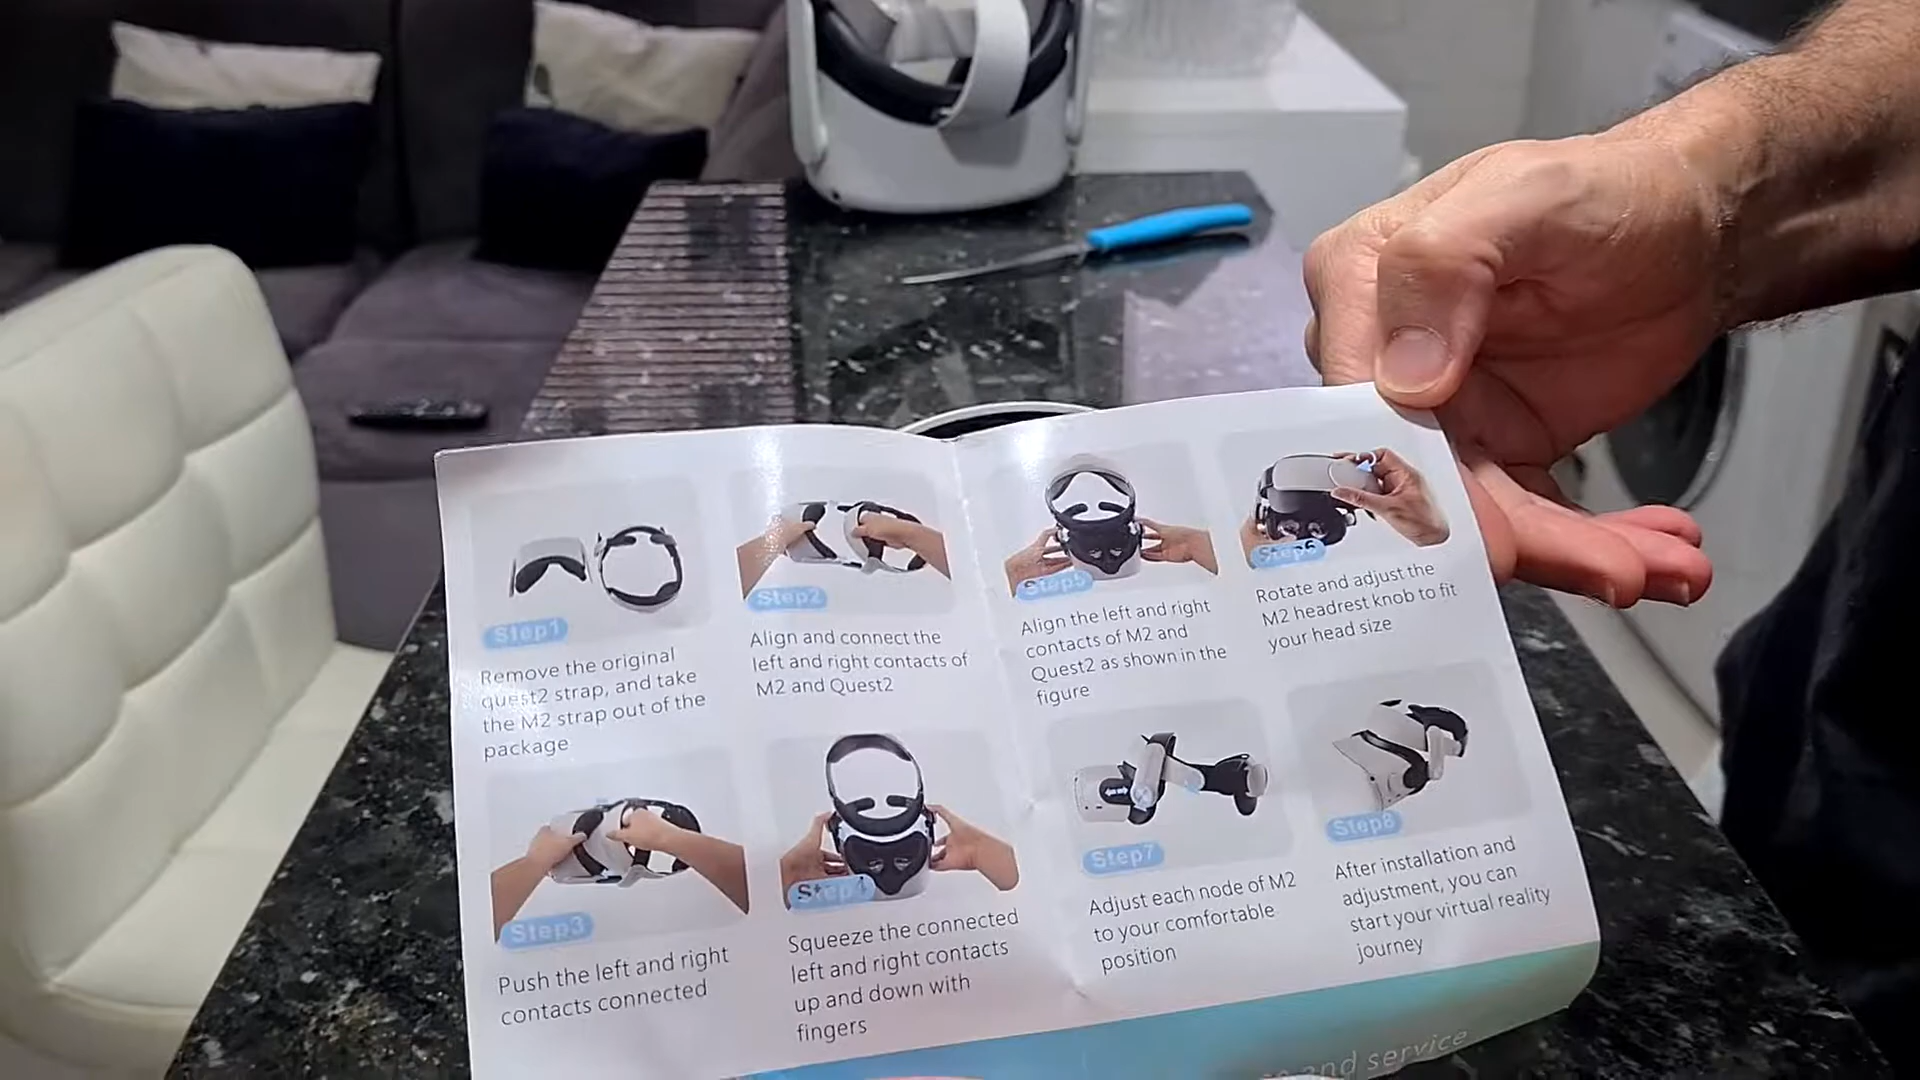 Step1
Remove the original
quest2 strap, and take
the M2 strap out of the
package
Step2
Align and connect the
left and right contacts of
M2 and Quest2
Step3
Push the left and right
contacts connected
Step4
Squeeze the connected
left and right contacts
up and down with
fingers
Step5
Align the left and right
contacts of M2 and
Quest2 as shown in the
figure
Step6
Rotate and adjust the
M2 headrest knob to fit
your head size
Step7
Adjust each node of M2
to your comfortable
position
Step8
After installation and
adjustment, you can
start your virtual reality
journey
and service